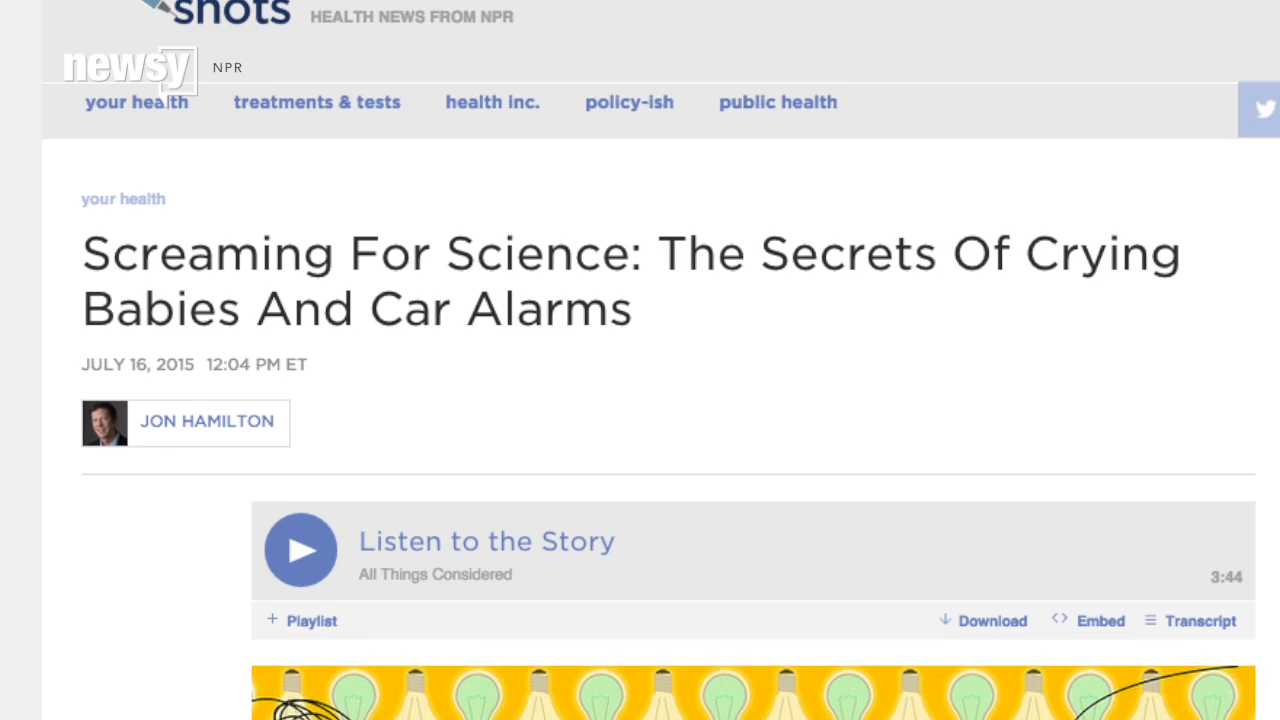 shots HEALTH NEWS FROM NPR
newsy NPR
your health treatments & tests health inc. policy-ish public health
your health
Screaming For Science: The Secrets Of Crying
Babies And Car Alarms
JULY 16, 2015 12:04 PM ET
JON HAMILTON
Listen to the Story
All Things Considered
3:44
+ Playlist Download <> Embed Transcript